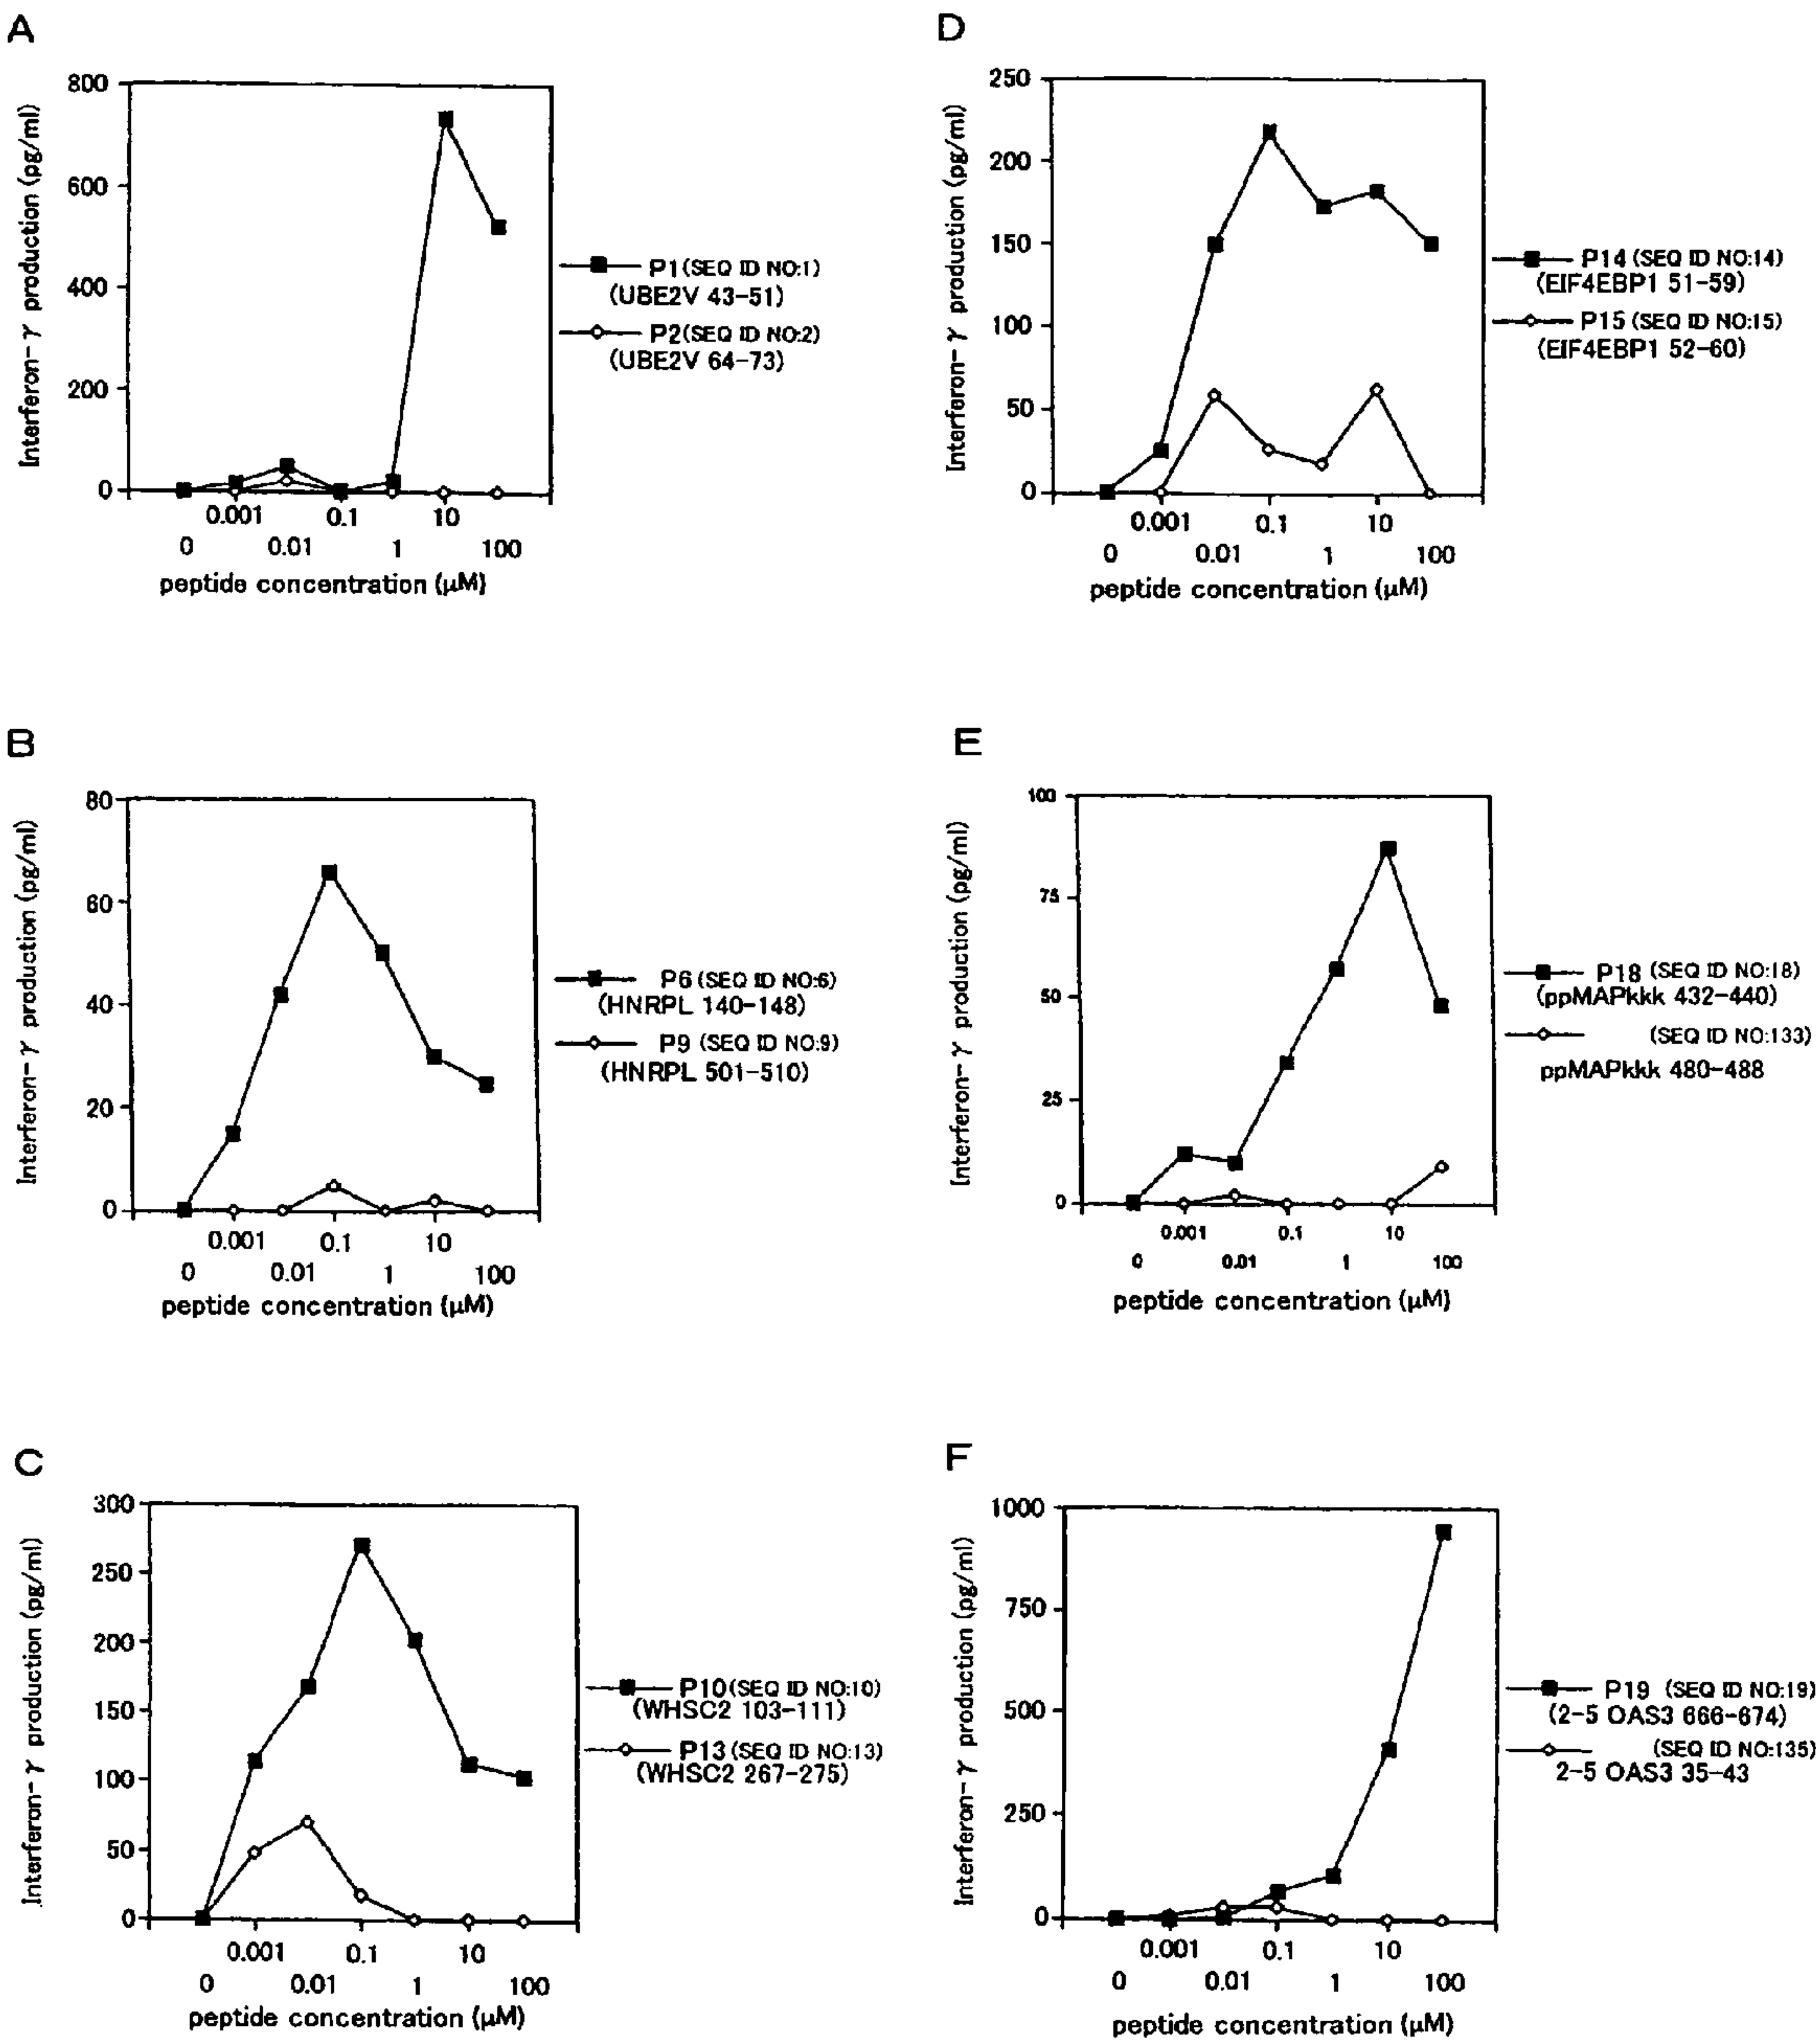 A
Interferon-γ production (pg/ml)
800
600
400
200
0
0.001 0.1 10
0 0.01 1 100
peptide concentration (μM)
P1(SEQ ID NO:1)
(UBE2V 43-51)
P2(SEQ ID NO:2)
(UBE2V 64-73)
D
Interferon-γ production (pg/ml)
250
200
150
100
50
0
0.001 0.1 10
0 0.01 1 100
peptide concentration (μM)
P14 (SEQ ID NO:14)
(EIF4EBP1 51-59)
P15 (SEQ ID NO:15)
(EIF4EBP1 52-60)
B
Interferon-γ production (pg/ml)
80
60
40
20
0
0.001 0.1 10
0 0.01 1 100
peptide concentration (μM)
P6 (SEQ ID NO:6)
(HNRPL 140-148)
P9 (SEQ ID NO:9)
(HNRPL 501-510)
E
Interferon-γ production (pg/ml)
100
75
50
25
0
0.001 0.1 10
0 0.01 1 100
peptide concentration (μM)
P18 (SEQ ID NO:18)
(ppMAPkkk 432-440)
(SEQ ID NO:133)
ppMAPkkk 480-488
C
Interferon-γ production (pg/ml)
300
250
200
150
100
50
0
0.001 0.1 10
0 0.01 1 100
peptide concentration (μM)
P10(SEQ ID NO:10)
(WHSC2 103-111)
P13(SEQ ID NO:13)
(WHSC2 267-275)
F
Interferon-γ production (pg/ml)
1000
750
500
250
0
0.001 0.1 10
0 0.01 1 100
peptide concentration (μM)
P19 (SEQ ID NO:19)
(2-5 OAS3 666-674)
(SEQ ID NO:135)
2-5 OAS3 35-43